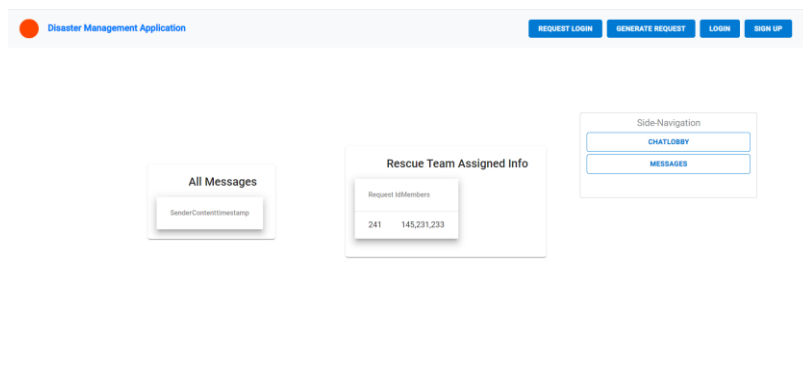 Disaster Management Application
REQUEST LOGIN
GENERATE REQUEST
LOGIN
SIGN UP
All Messages
SenderContenttimestamp
Rescue Team Assigned Info
Request IdMembers
241 145,231,233
Side-Navigation
CHATLOBBY
MESSAGES